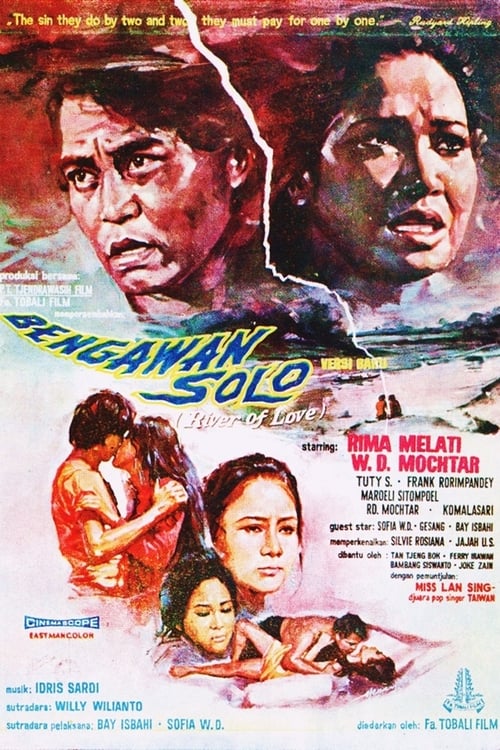 „The sin they do by two and two they must pay for one by one." – Rudyard Kipling
produksi bersama:
P.T. TJENDRAWASIH FILM
Fa. TOBALI FILM
mempersembahkan:
BENGAWAN
SOLO
VERSI BARU
(River of Love)
starring: RIMA MELATI
W. D. MOCHTAR
TUTY S. · FRANK RORIMPANDEY
MAROELI SITOMPOEL
RD. MOCHTAR · KOMALASARI
guest star: SOFIA W.D. · GESANG · BAY ISBAHI
memperkenalkan: SILVIE ROSIANA · JAJAH U.S.
dibantu oleh : TAN TJENG BOK · FERRY IRAWAN
BAMBANG SISWANTO · JOKE ZAIN
dengan pemuntjulan:
MISS LAN SING
djuara pop singer TAIWAN
CINEMASCOPE
EASTMANCOLOR
musik: IDRIS SARDI
sutradara: WILLY WILIANTO
sutradara pelaksana: BAY ISBAHI · SOFIA W. D.
diedarkan oleh: Fa. TOBALI FILM